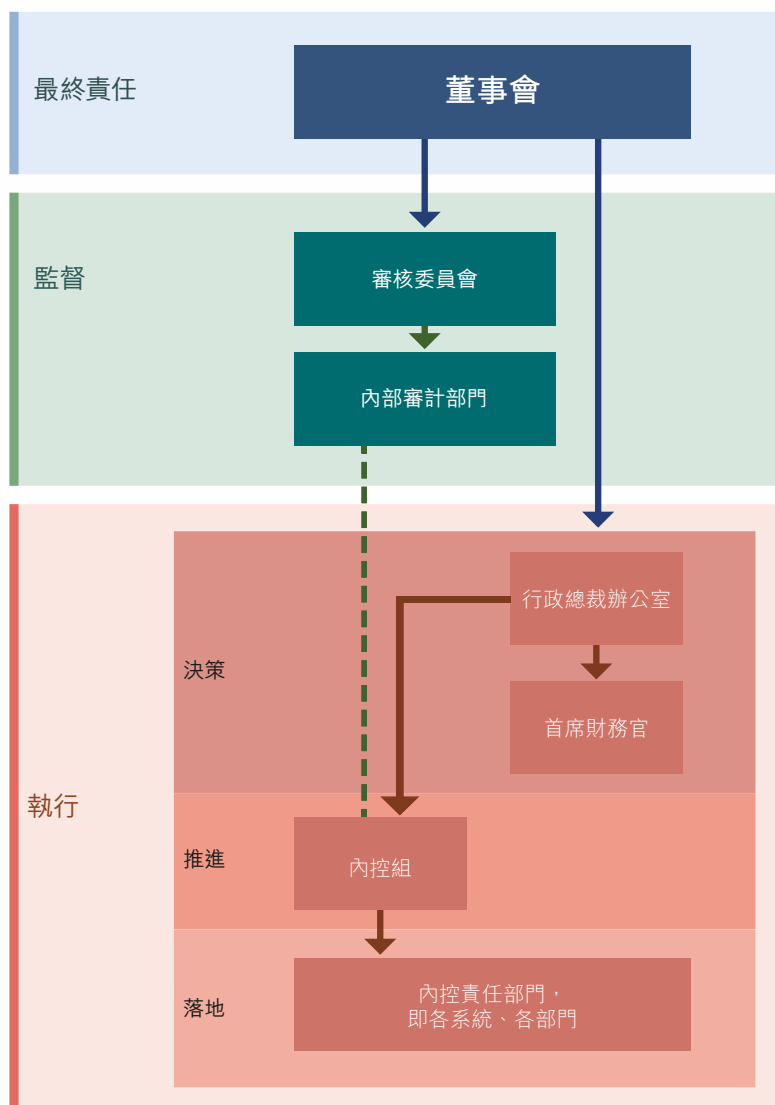 最終責任
董事會
監督
審核委員會
內部審計部門
執行
決策
行政總裁辦公室
首席財務官
推進
內控組
落地
內控責任部門，
即各系統、各部門